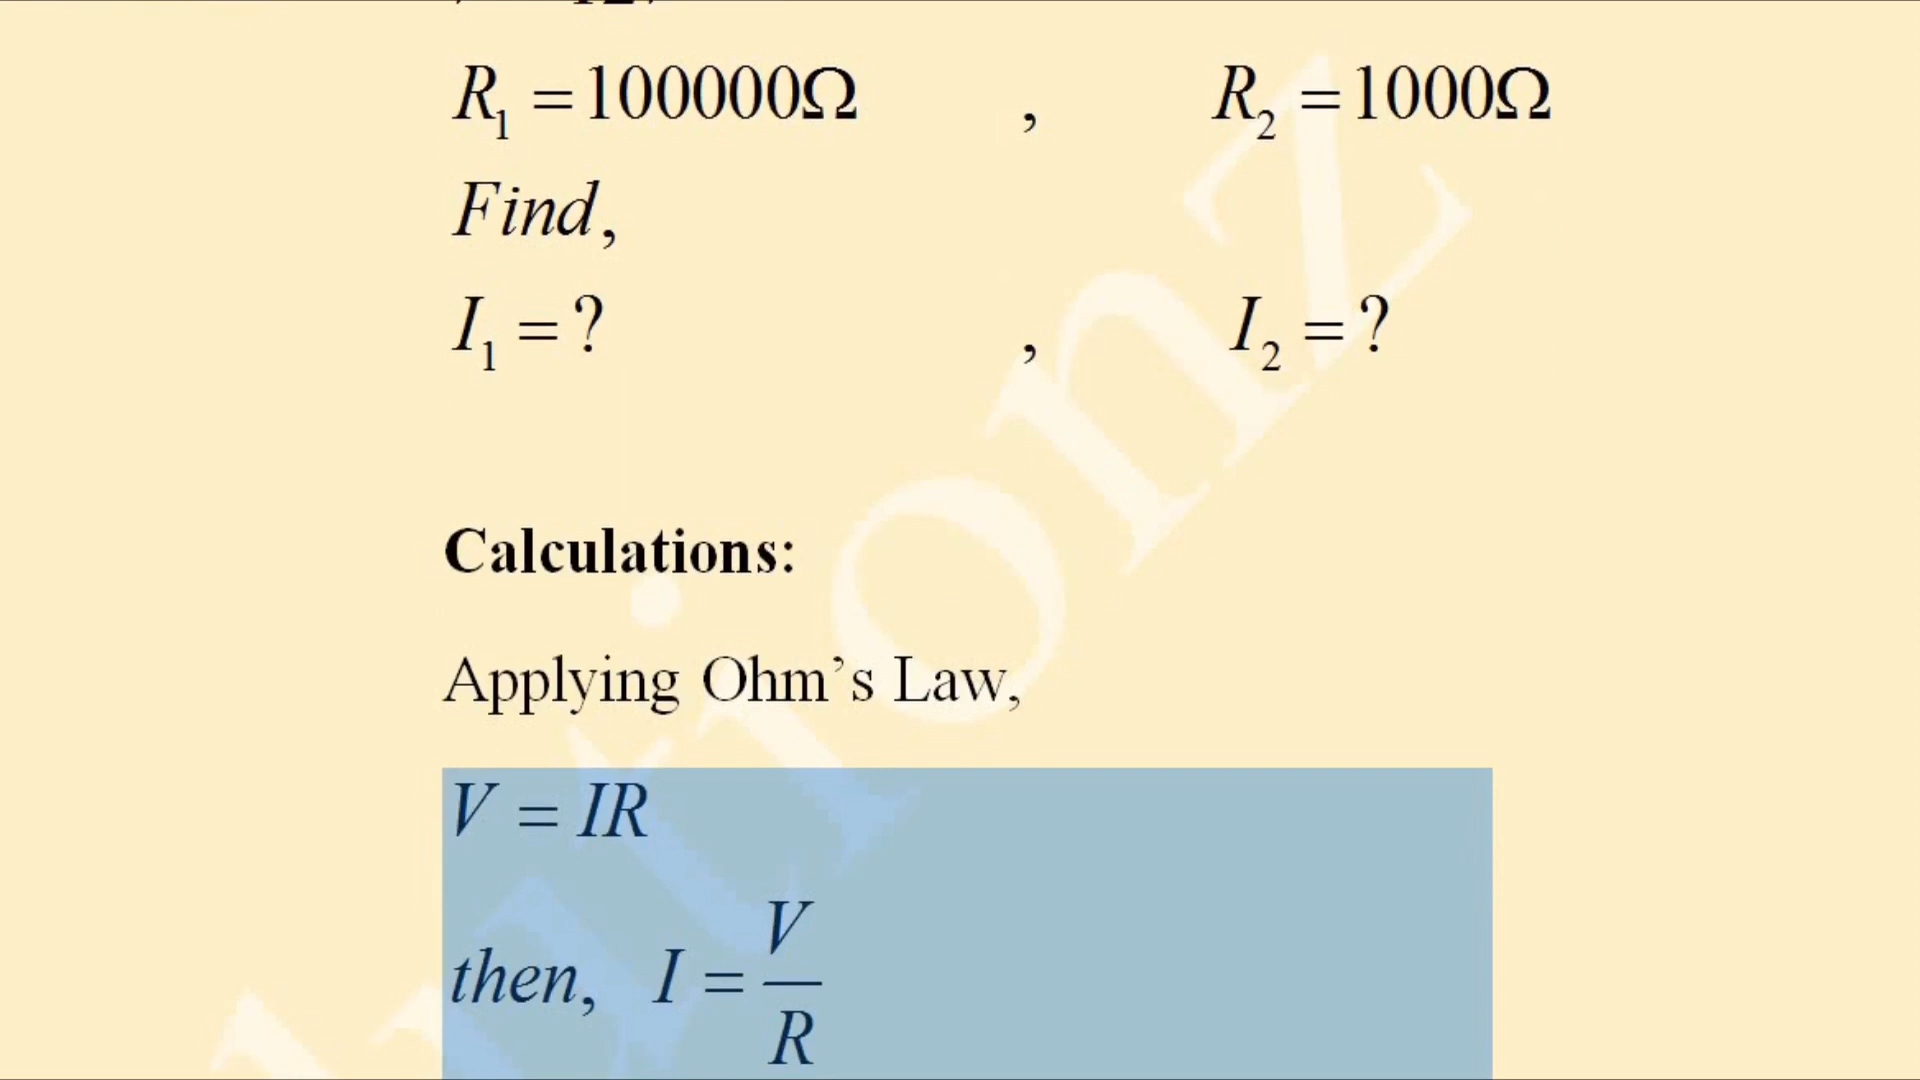 R₁ = 100000Ω , R₂ = 1000Ω
Find,
I₁ = ? , I₂ = ?
Calculations:
Applying Ohm’s Law,
V = IR
then, I = V/R